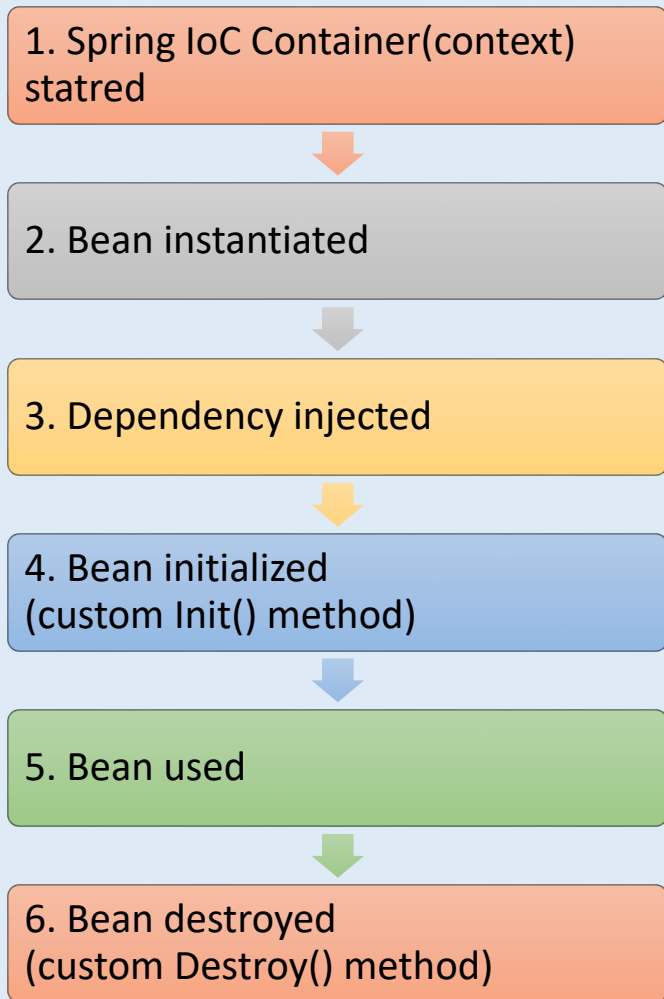 1. Spring IoC Container(context)
statred
2. Bean instantiated
3. Dependency injected
4. Bean initialized
(custom Init() method)
5. Bean used
6. Bean destroyed
(custom Destroy() method)